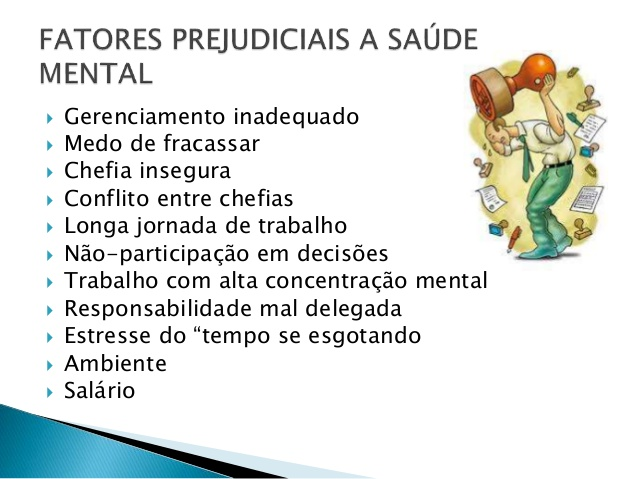 FATORES PREJUDICIAIS A SAÚDE
MENTAL
Gerenciamento inadequado
Medo de fracassar
Chefia insegura
Conflito entre chefias
Longa jornada de trabalho
Não-participação em decisões
Trabalho com alta concentração mental
Responsabilidade mal delegada
Estresse do “tempo se esgotando
Ambiente
Salário